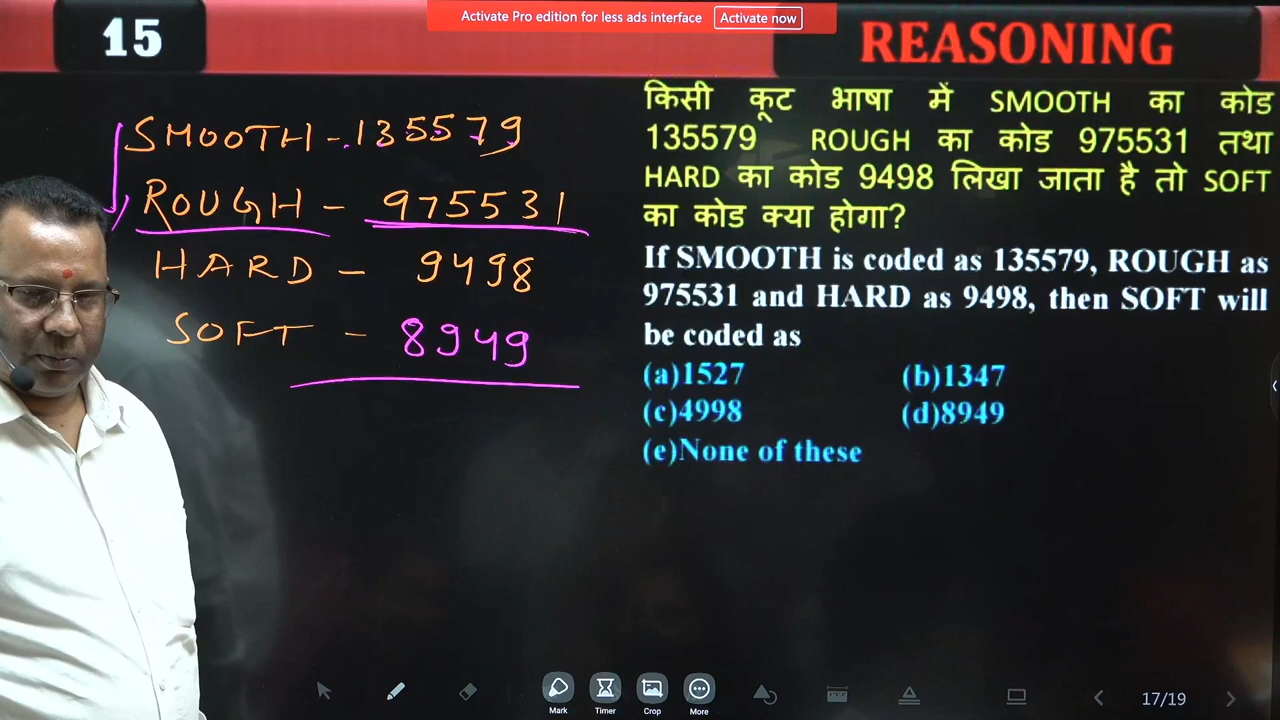 Activate Pro edition for less ads interface Activate now
15
REASONING
SMOOTH - 135579
ROUGH - 975531
HARD - 9498
SOFT - 8949
किसी कूट भाषा में SMOOTH का कोड
135579 ROUGH का कोड 975531 तथा
HARD का कोड 9498 लिखा जाता है तो SOFT
का कोड क्या होगा?
If SMOOTH is coded as 135579, ROUGH as
975531 and HARD as 9498, then SOFT will
be coded as
(a)1527 (b)1347
(c)4998 (d)8949
(e)None of these
Mark Timer Crop More
17/19